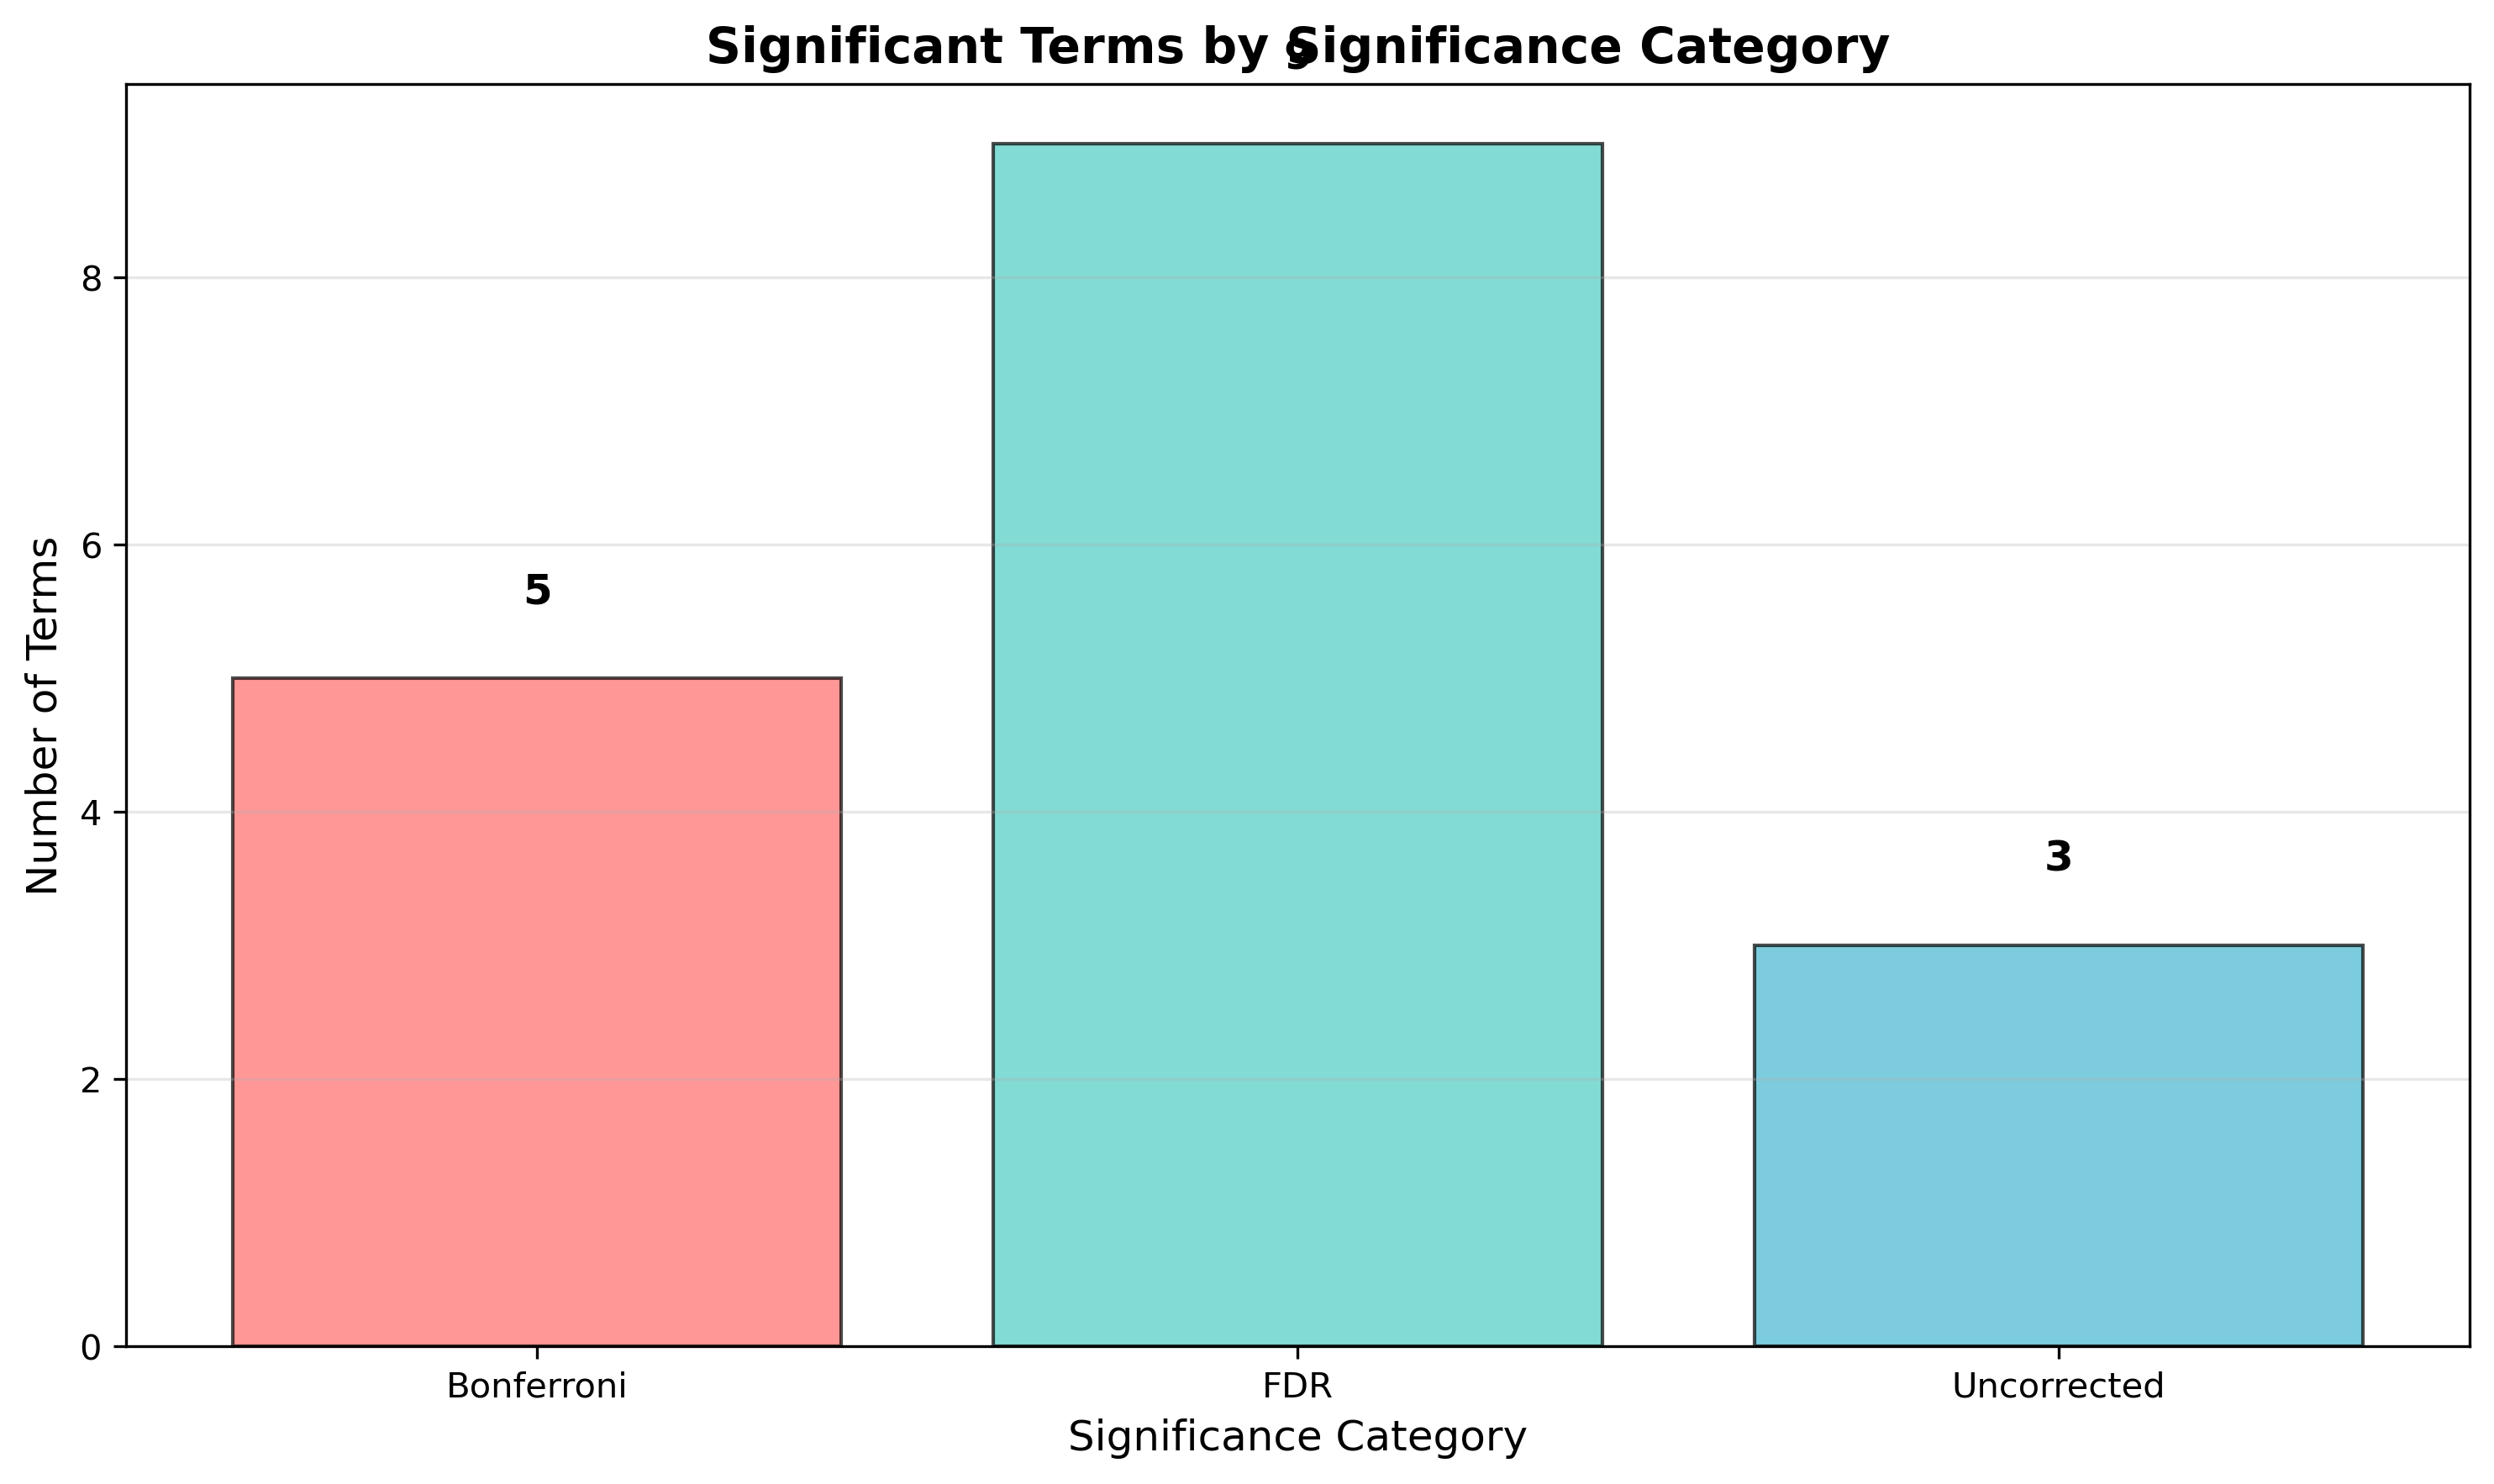 Significant Terms by Significance Category
9
8
6
4
2
0
5
3
Number of Terms
Bonferroni
FDR
Uncorrected
Significance Category